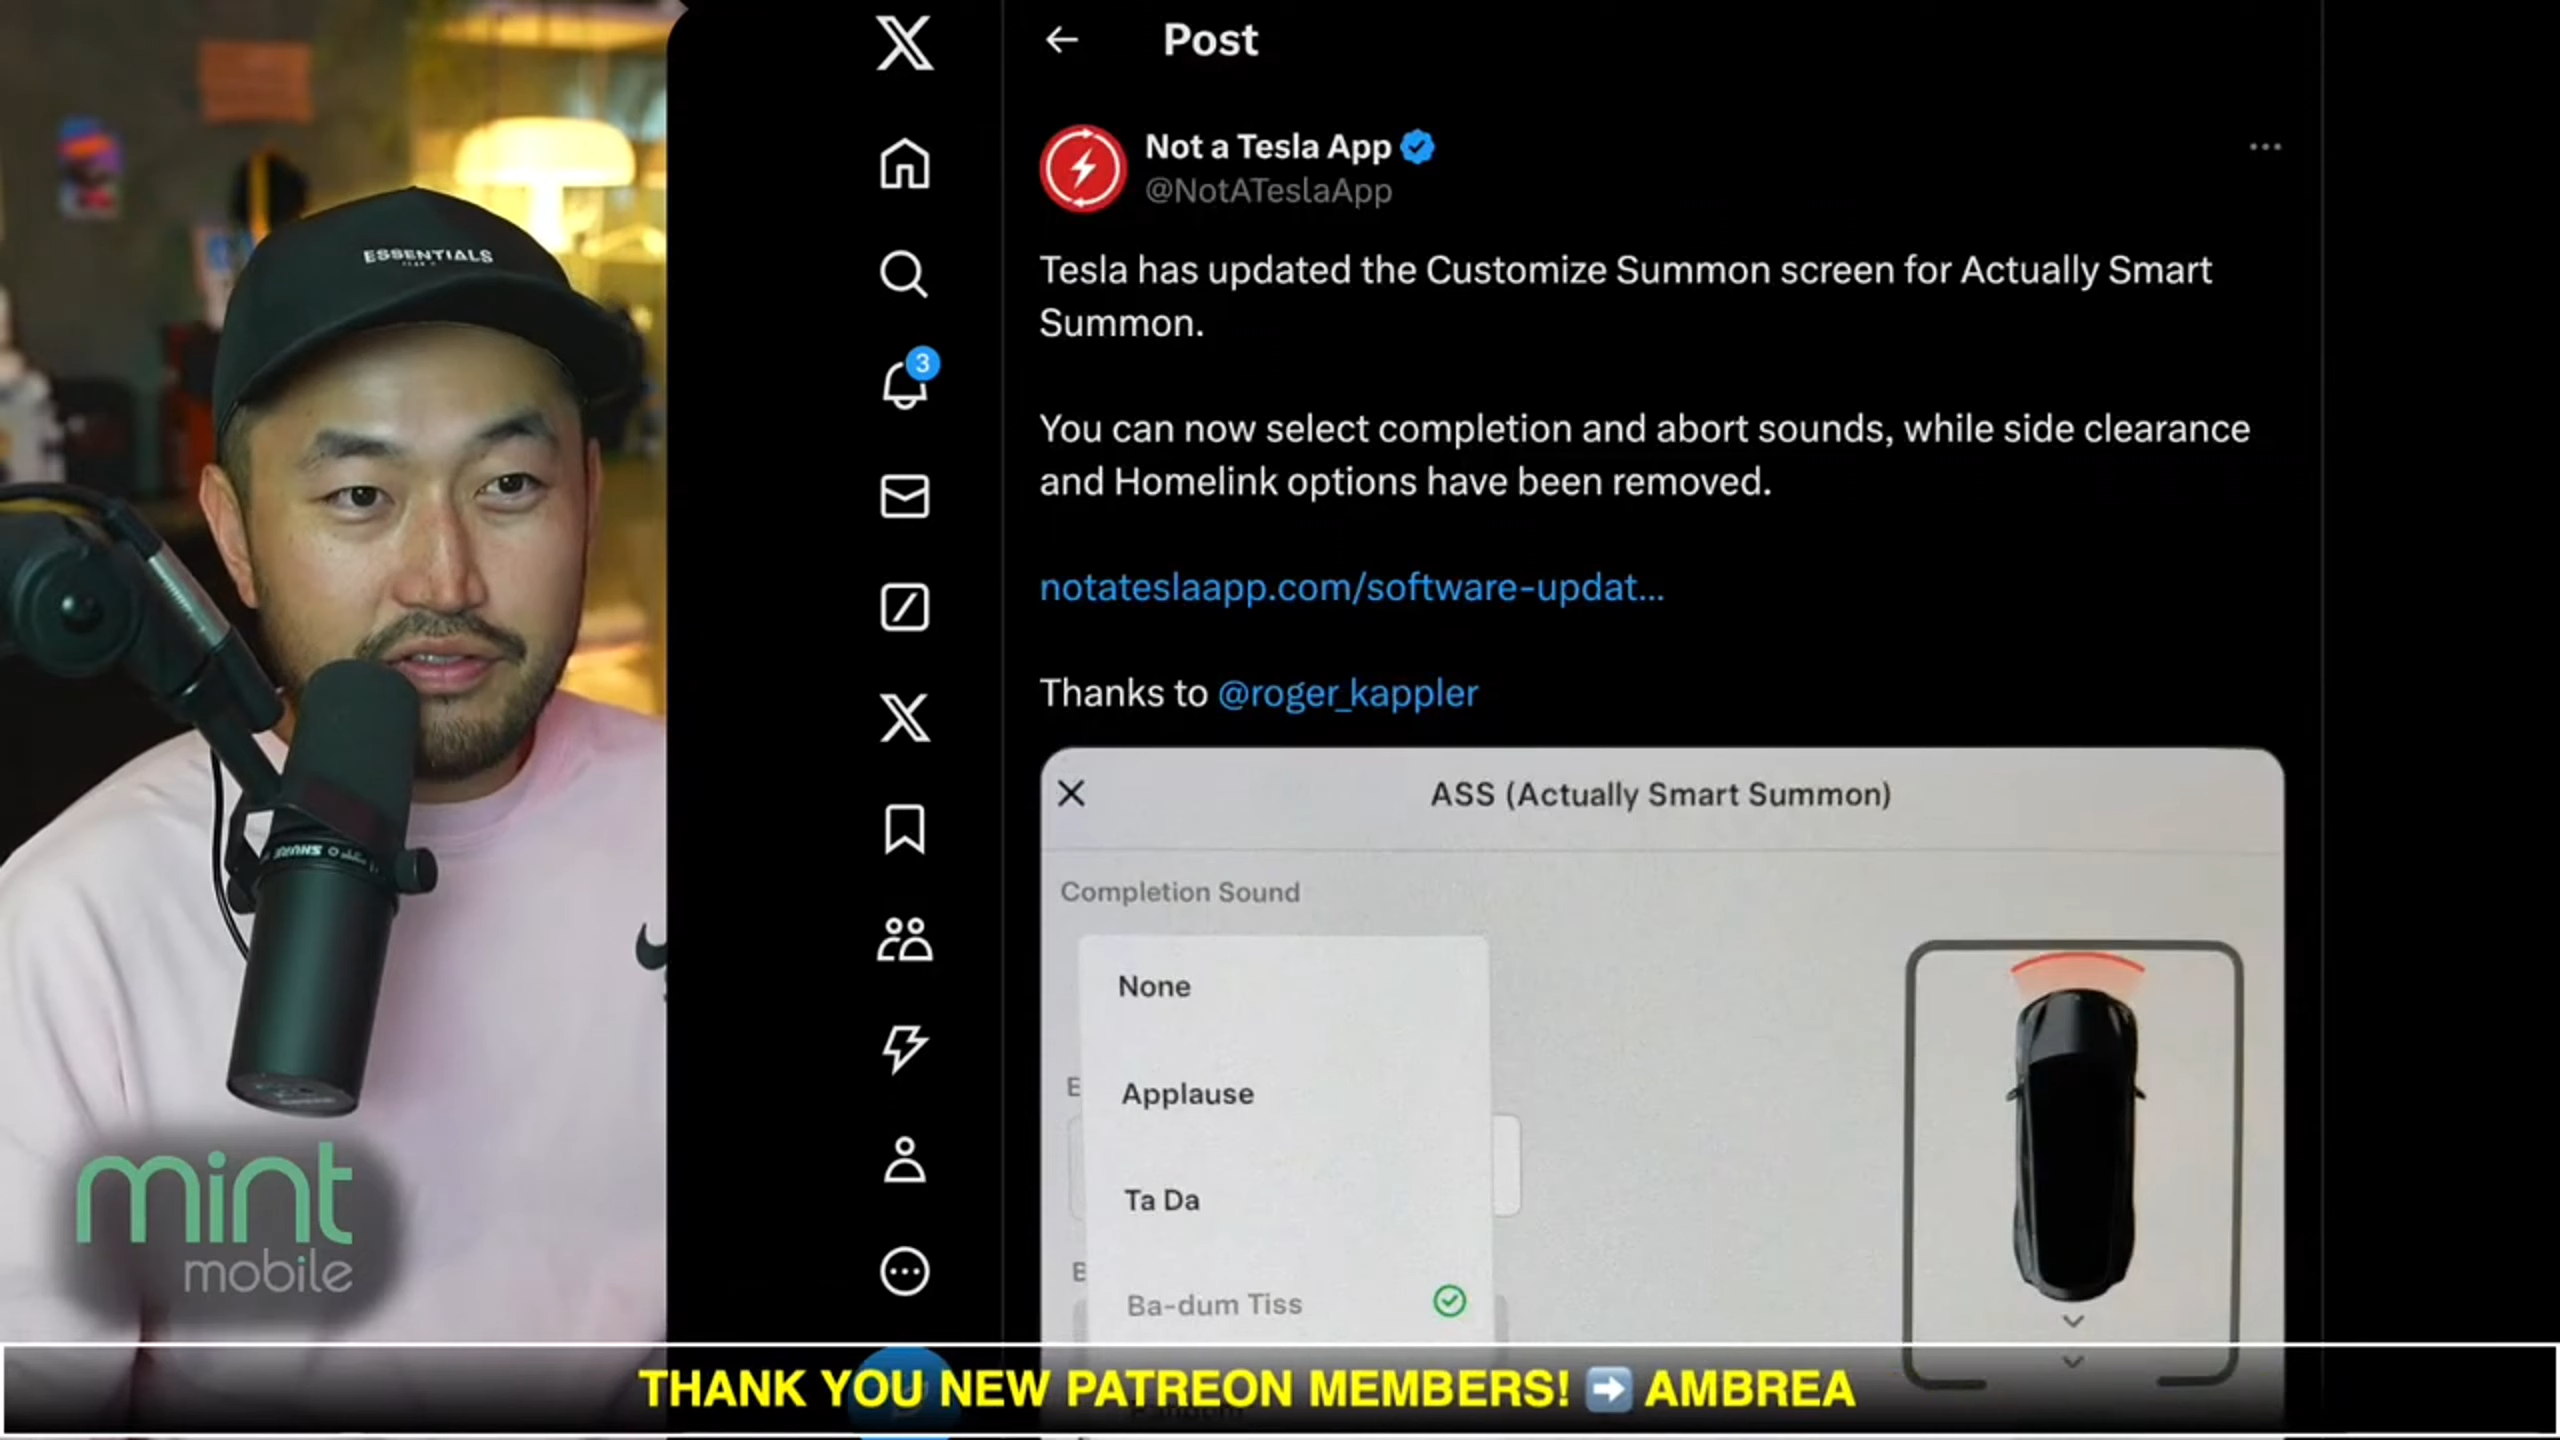 Post
Not a Tesla App
@NotATeslaApp
Tesla has updated the Customize Summon screen for Actually Smart
Summon.
You can now select completion and abort sounds, while side clearance
and Homelink options have been removed.
notateslaapp.com/software-updat...
Thanks to @roger_kappler
ASS (Actually Smart Summon)
Completion Sound
None
Applause
Ta Da
Ba-dum Tiss
3
ESSENTIALS
SHURE
mint
mobile
THANK YOU NEW PATREON MEMBERS! ➡️ AMBREA